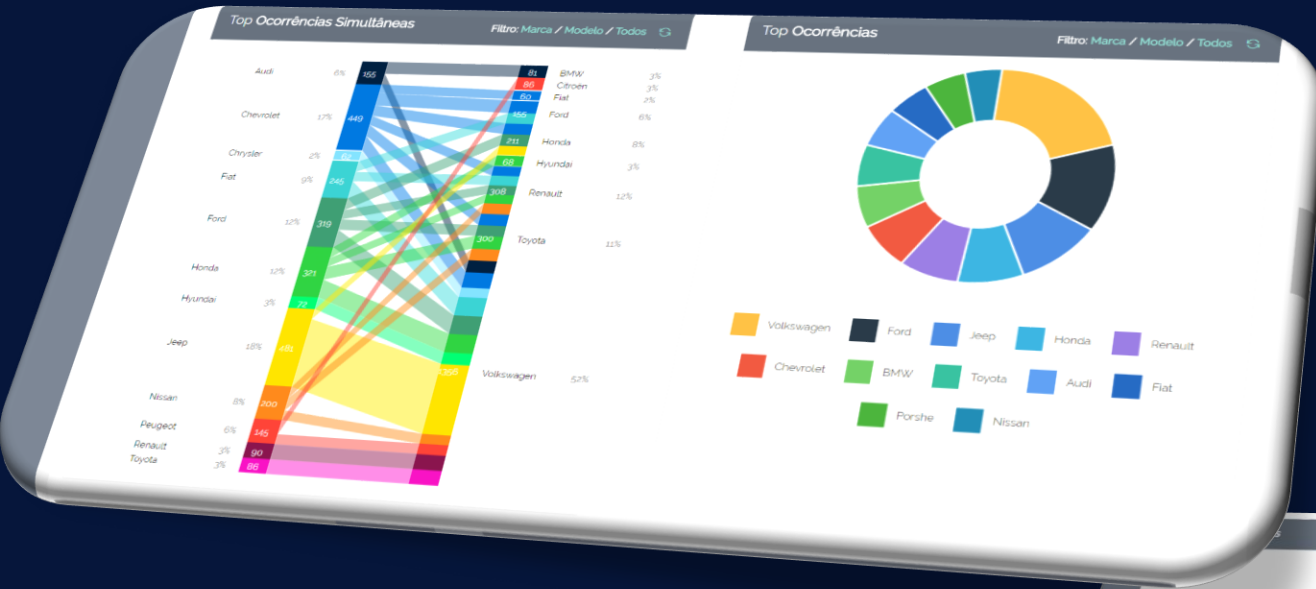 Top Ocorrências Simultâneas
Filtro: Marca / Modelo / Todos
Audi 6% 155
Chevrolet 17% 449
Chrysler 2% 62
Fiat 9% 245
Ford 12% 319
Honda 12% 321
Hyundai 3% 72
Jeep 18% 481
Nissan 8% 200
Peugeot 6% 145
Renault 3% 90
Toyota 3% 86
81 BMW 3%
86 Citroën 3%
60 Fiat 2%
155 Ford 6%
211 Honda 8%
68 Hyundai 3%
308 Renault 12%
300 Toyota 11%
1356 Volkswagen 52%
Top Ocorrências
Filtro: Marca / Modelo / Todos
Volkswagen Ford Jeep Honda Renault
Chevrolet BMW Toyota Audi Fiat
Porshe Nissan